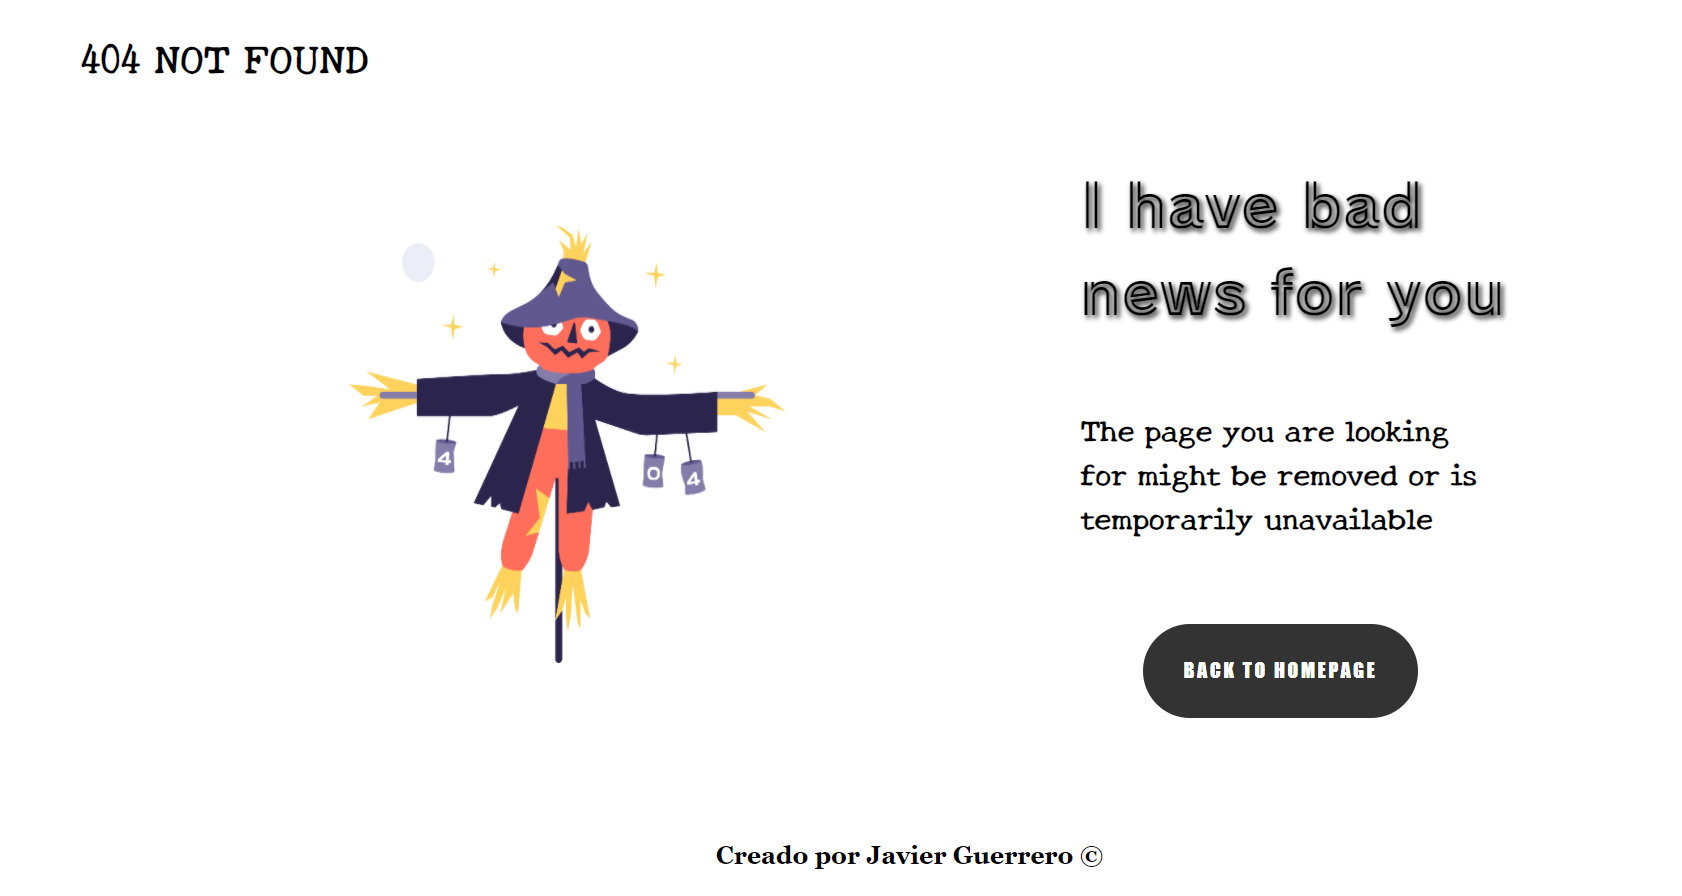 404 NOT FOUND
I have bad
news for you
4
0
4
The page you are looking
for might be removed or is
temporarily unavailable
BACK TO HOMEPAGE
Creado por Javier Guerrero ©